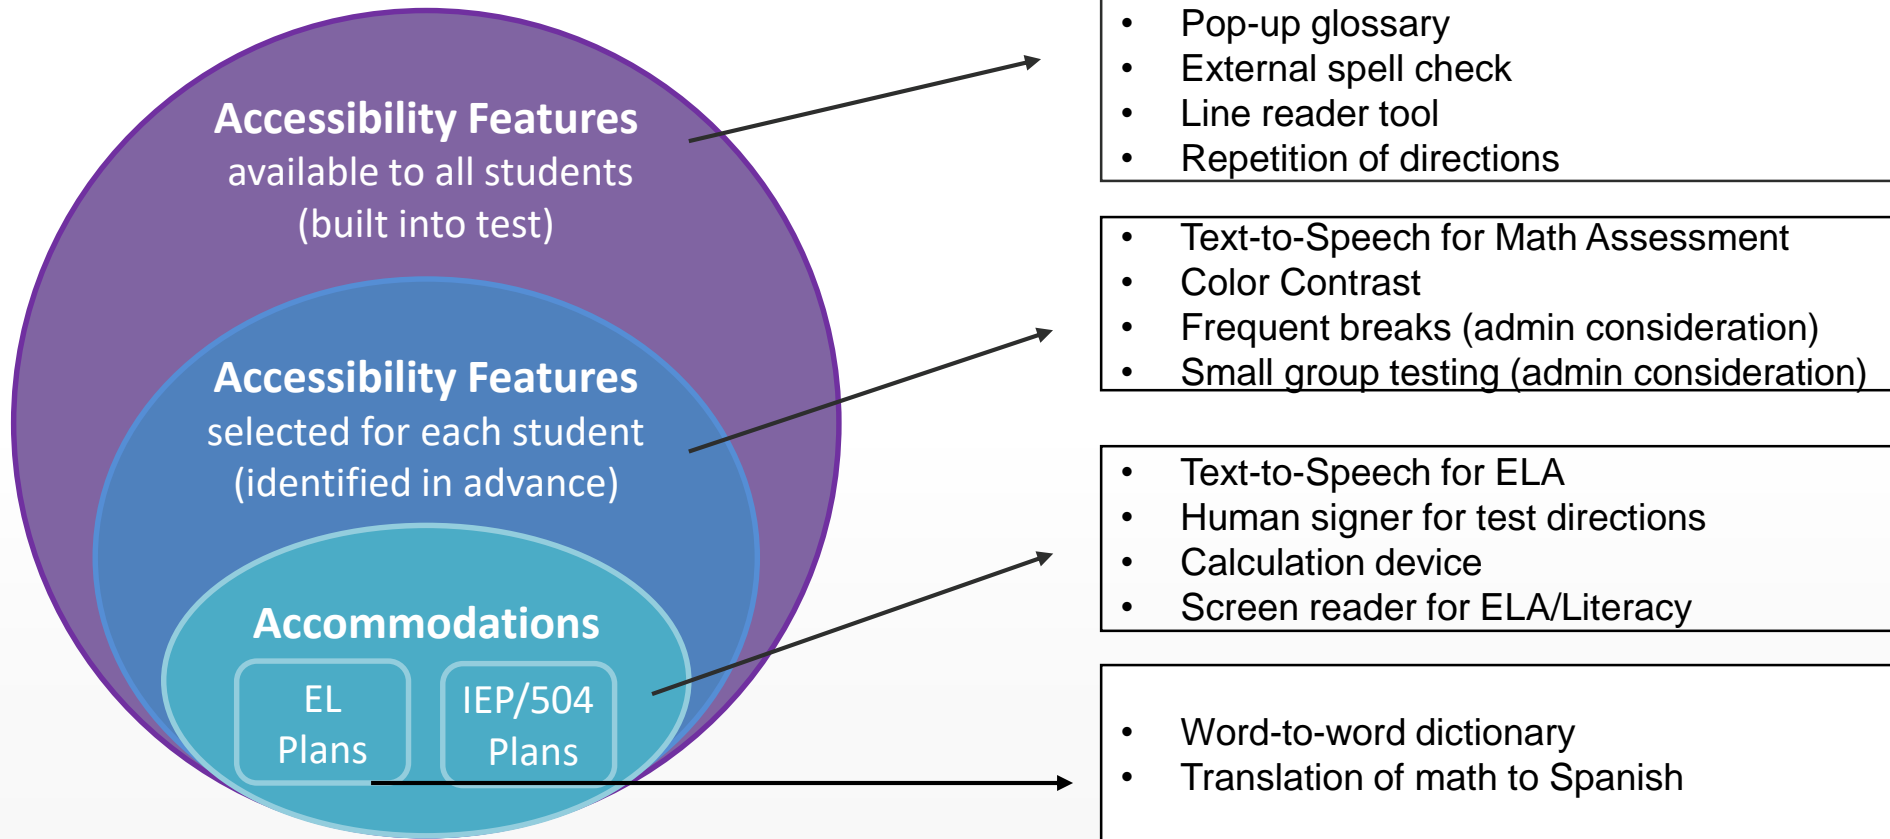 Accessibility Features
available to all students
(built into test)
Accessibility Features
selected for each student
(identified in advance)
Accommodations
EL
Plans
IEP/504
Plans
• Pop-up glossary
• External spell check
• Line reader tool
• Repetition of directions
• Text-to-Speech for Math Assessment
• Color Contrast
• Frequent breaks (admin consideration)
• Small group testing (admin consideration)
• Text-to-Speech for ELA
• Human signer for test directions
• Calculation device
• Screen reader for ELA/Literacy
• Word-to-word dictionary
• Translation of math to Spanish